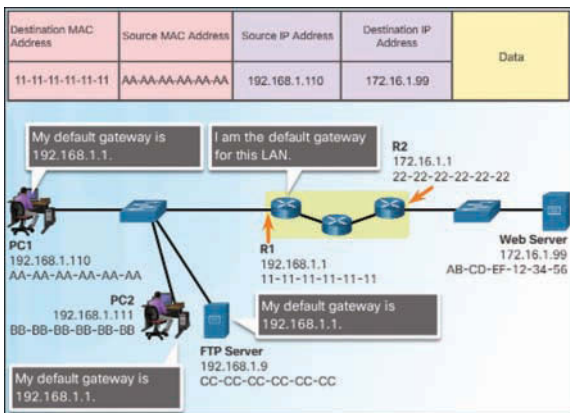 Destination MAC
Address
Source MAC Address
Source IP Address
Destination IP
Address
Data
11-11-11-11-11-11
AA-AA-AA-AA-AA-AA
192.168.1.110
172.16.1.99
My default gateway is
192.168.1.1.
I am the default gateway
for this LAN.
R2
172.16.1.1
22-22-22-22-22-22
PC1
192.168.1.110
AA-AA-AA-AA-AA-AA
R1
192.168.1.1
11-11-11-11-11-11
Web Server
172.16.1.99
AB-CD-EF-12-34-56
PC2
192.168.1.111
BB-BB-BB-BB-BB-BB
My default gateway is
192.168.1.1.
FTP Server
192.168.1.9
CC-CC-CC-CC-CC-CC
My default gateway is
192.168.1.1.